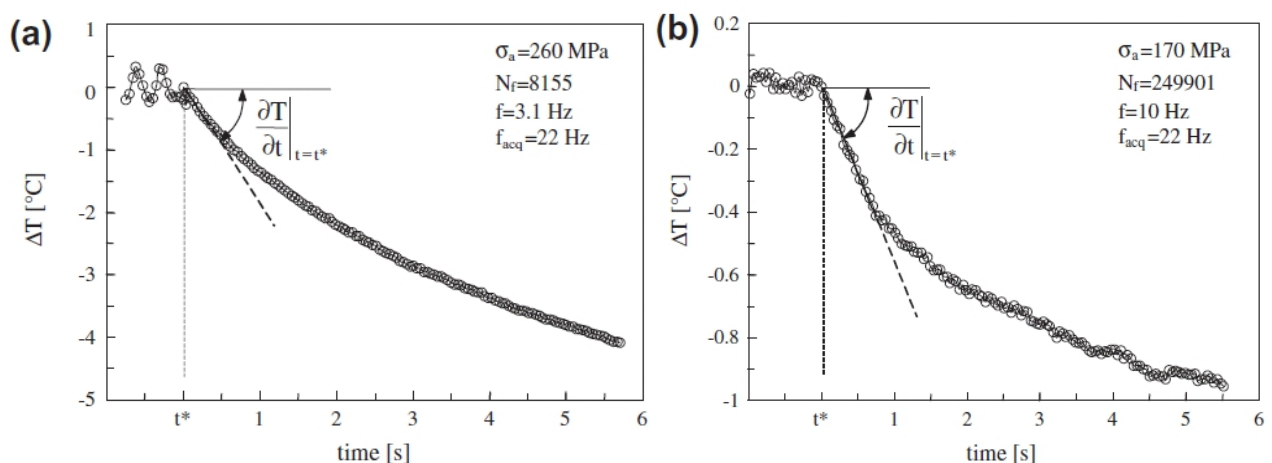 (a)
1
0
-1
-2
-3
-4
-5
ΔT [°C]
σa=260 MPa
Nf=8155
f=3.1 Hz
facq=22 Hz
∂T
∂t |t=t*
t* 1 2 3 4 5 6
time [s]
(b)
0.2
0
-0.2
-0.4
-0.6
-0.8
-1
ΔT [°C]
σa=170 MPa
Nf=249901
f=10 Hz
facq=22 Hz
∂T
∂t |t=t*
t* 1 2 3 4 5 6
time [s]